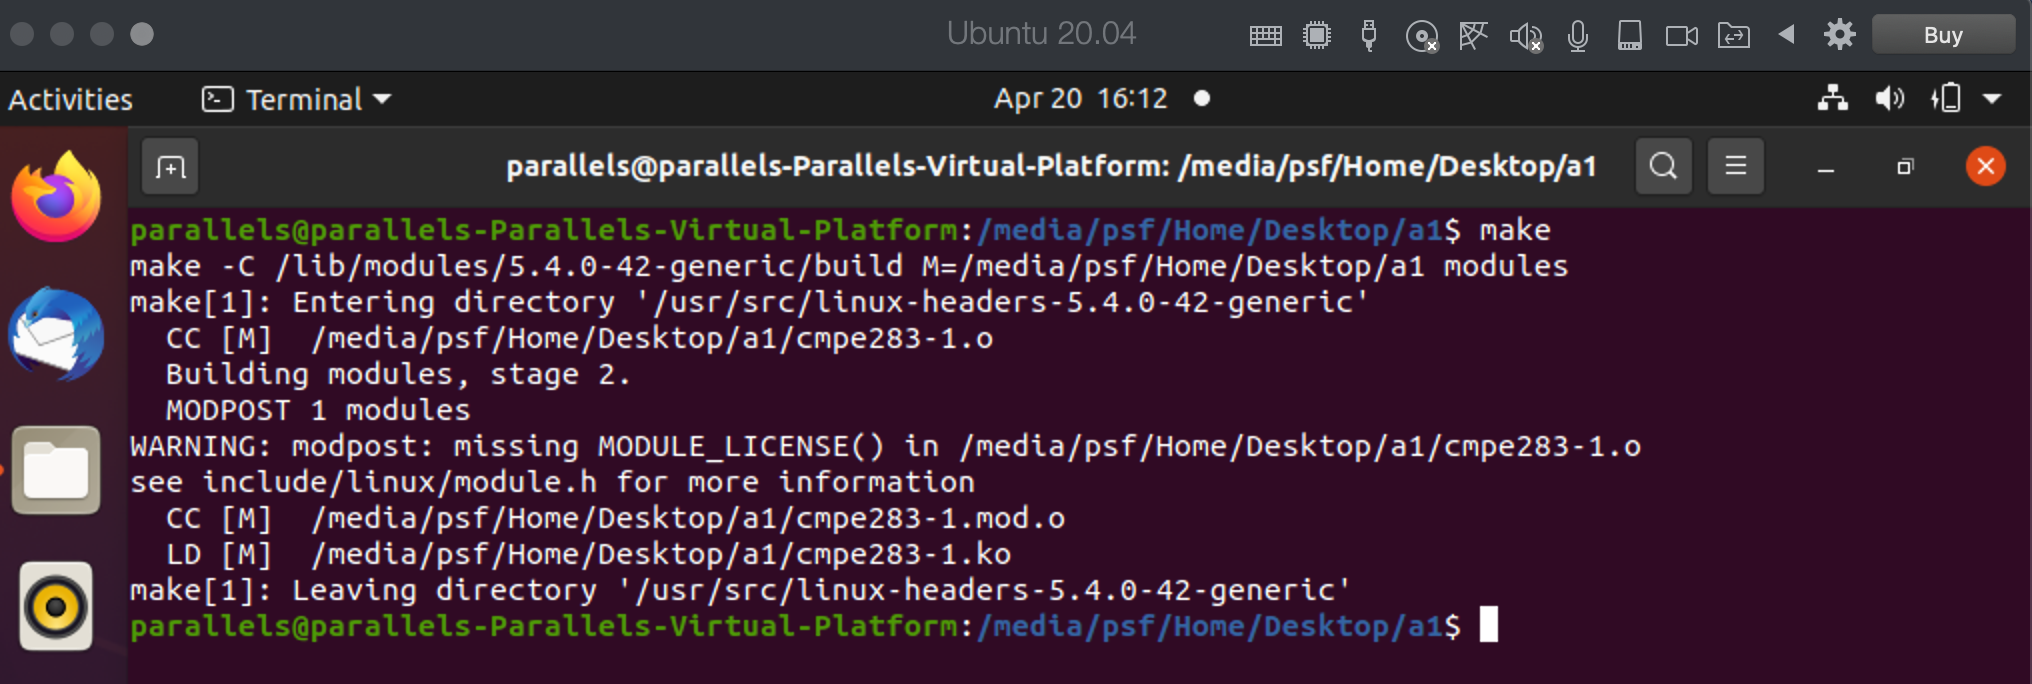 Ubuntu 20.04
Buy
Activities
Terminal
Apr 20 16:12
parallels@parallels-Parallels-Virtual-Platform: /media/psf/Home/Desktop/a1
parallels@parallels-Parallels-Virtual-Platform:/media/psf/Home/Desktop/a1$ make
make -C /lib/modules/5.4.0-42-generic/build M=/media/psf/Home/Desktop/a1 modules
make[1]: Entering directory '/usr/src/linux-headers-5.4.0-42-generic'
  CC [M]  /media/psf/Home/Desktop/a1/cmpe283-1.o
  Building modules, stage 2.
  MODPOST 1 modules
WARNING: modpost: missing MODULE_LICENSE() in /media/psf/Home/Desktop/a1/cmpe283-1.o
see include/linux/module.h for more information
  CC [M]  /media/psf/Home/Desktop/a1/cmpe283-1.mod.o
  LD [M]  /media/psf/Home/Desktop/a1/cmpe283-1.ko
make[1]: Leaving directory '/usr/src/linux-headers-5.4.0-42-generic'
parallels@parallels-Parallels-Virtual-Platform:/media/psf/Home/Desktop/a1$